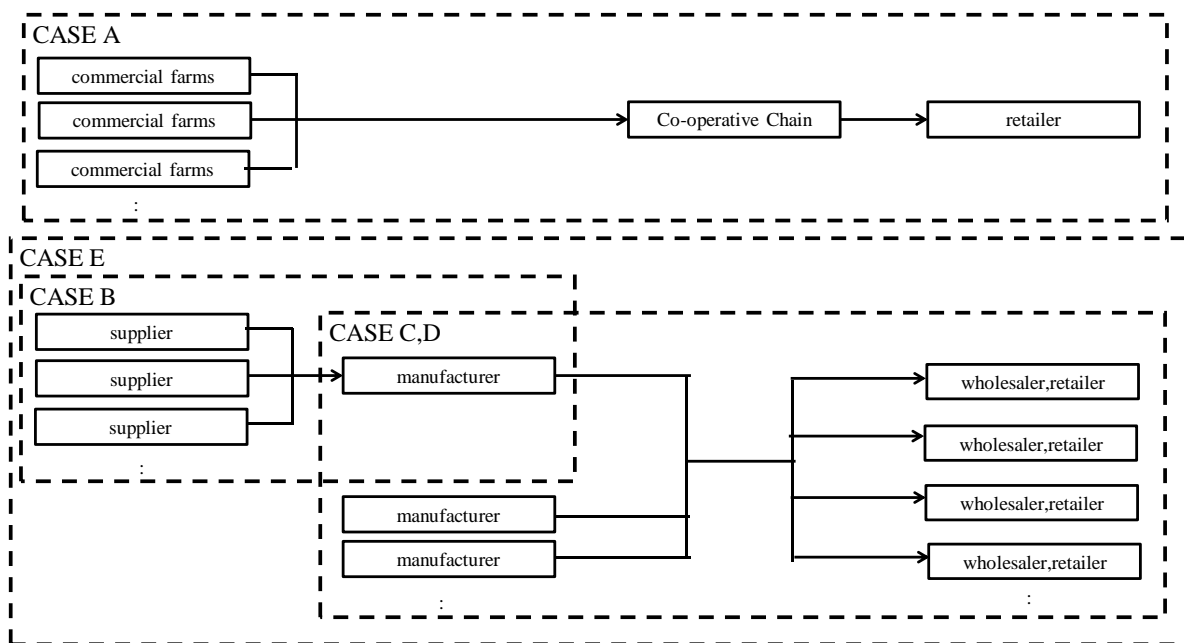 CASE A
commercial farms
commercial farms
commercial farms
:
Co-operative Chain
retailer
CASE E
CASE B
supplier
supplier
supplier
:
CASE C,D
manufacturer
manufacturer
manufacturer
:
wholesaler,retailer
wholesaler,retailer
wholesaler,retailer
wholesaler,retailer
: